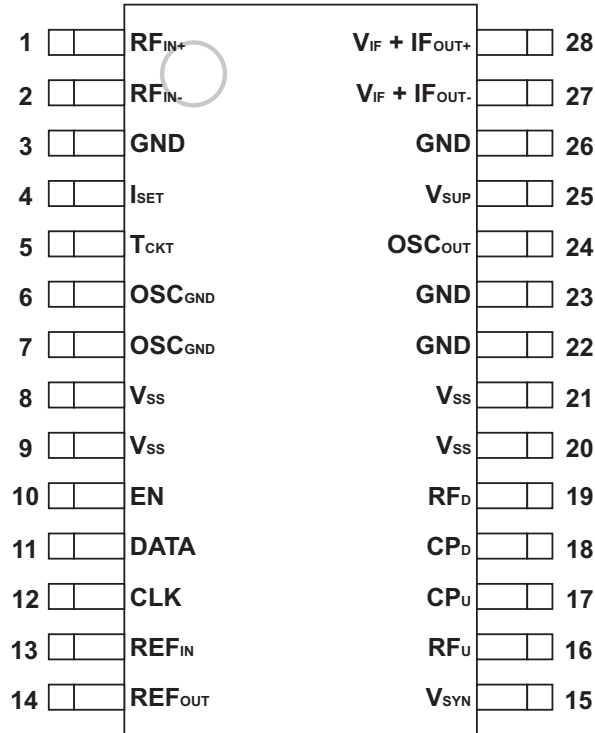 1 RFIN+ VIF + IFOUT+ 28
2 RFIN- VIF + IFOUT- 27
3 GND GND 26
4 ISET VSUP 25
5 TCKT OSCOUT 24
6 OSCGND GND 23
7 OSCGND GND 22
8 VSS VSS 21
9 VSS VSS 20
10 EN RFD 19
11 DATA CPD 18
12 CLK CPU 17
13 REFIN RFU 16
14 REFOUT VSYN 15